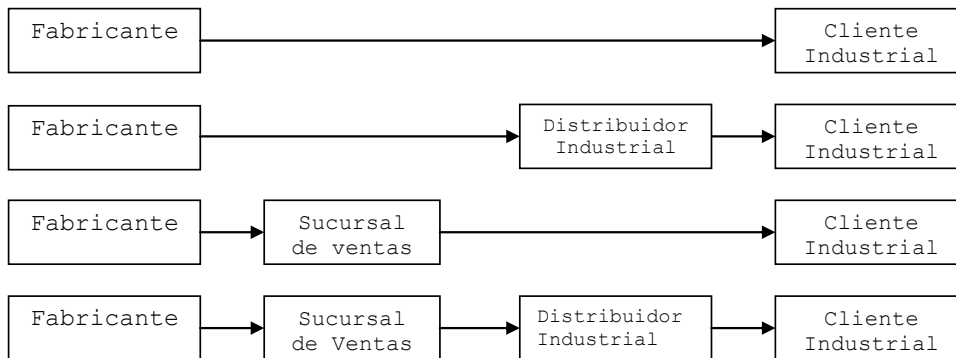 Fabricante
Cliente
Industrial
Fabricante
Distribuidor
Industrial
Cliente
Industrial
Fabricante
Sucursal
de ventas
Cliente
Industrial
Fabricante
Sucursal
de Ventas
Distribuidor
Industrial
Cliente
Industrial